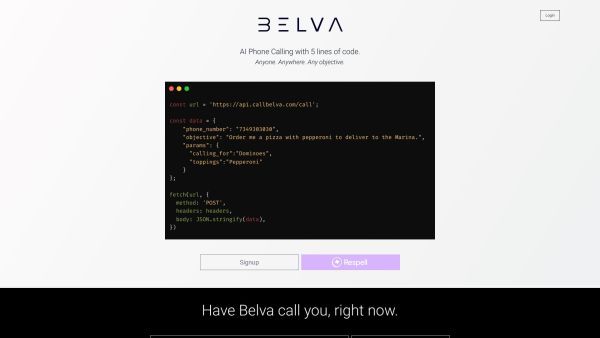 BELVA
Login
AI Phone Calling with 5 lines of code.
Anyone. Anywhere. Any objective.
const url = 'https://api.callbelva.com/call';
const data = {
"phone_number": "7349303030",
"objective": "Order me a pizza with pepperoni to deliver to the Marina.",
"params": {
"calling_for":"Dominoes",
"toppings":"Pepperoni"
}
};
fetch(url, {
method: 'POST',
headers: headers,
body: JSON.stringify(data),
})
Signup
Respell
Have Belva call you, right now.